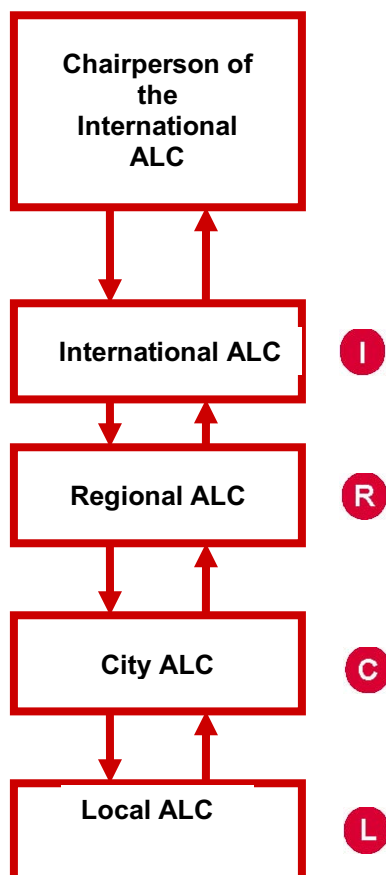 Chairperson of
the
International
ALC
International ALC
I
Regional ALC
R
City ALC
C
Local ALC
L